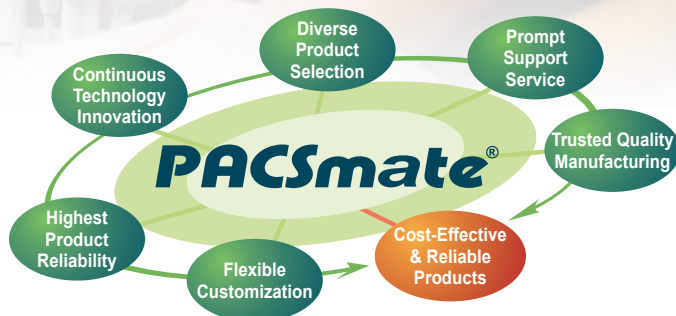 Diverse
Product
Selection
Prompt
Support
Service
Continuous
Technology
Innovation
Trusted Quality
Manufacturing
PACSmate®
Highest
Product
Reliability
Cost-Effective
& Reliable
Products
Flexible
Customization